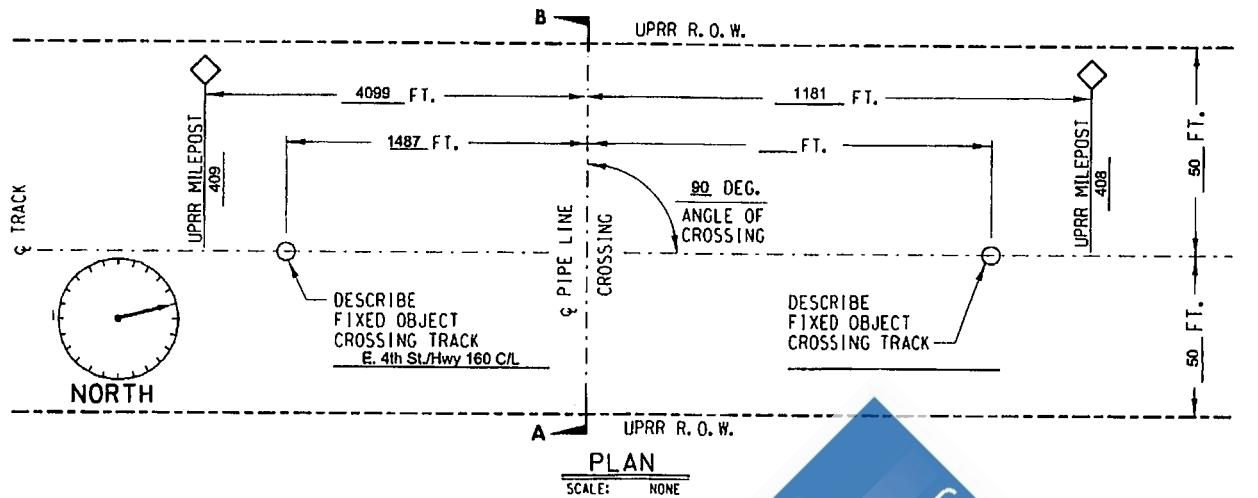 B
UPRR R. O. W.
4099 FT.
1181 FT.
1487 FT.
FT.
UPRR MILEPOST
409
UPRR MILEPOST
408
50 FT.
50 FT.
90 DEG.
ANGLE OF
CROSSING
℄ TRACK
℄ PIPE LINE
CROSSING
DESCRIBE
FIXED OBJECT
CROSSING TRACK
E. 4th St./Hwy 160 C/L
DESCRIBE
FIXED OBJECT
CROSSING TRACK
NORTH
A
UPRR R. O. W.
PLAN
SCALE: NONE